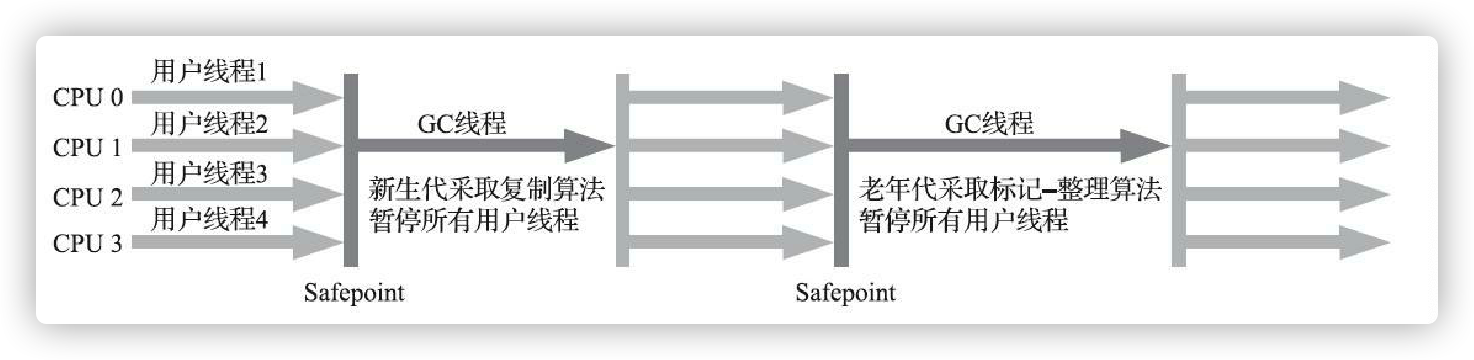 用户线程1
CPU 0
用户线程2
CPU 1
用户线程3
CPU 2
用户线程4
CPU 3
Safepoint
GC线程
新生代采取复制算法
暂停所有用户线程
Safepoint
GC线程
老年代采取标记-整理算法
暂停所有用户线程